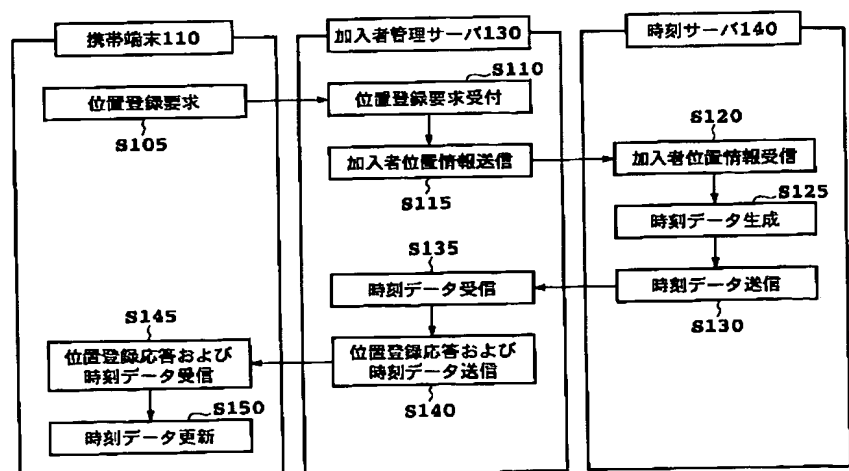 携帯端末110
加入者管理サーバ130
時刻サーバ140
位置登録要求
S105
S110
位置登録要求受付
加入者位置情報送信
S115
S120
加入者位置情報受信
S125
時刻データ生成
時刻データ送信
S130
S135
時刻データ受信
位置登録応答および
時刻データ送信
S140
S145
位置登録応答および
時刻データ受信
S150
時刻データ更新